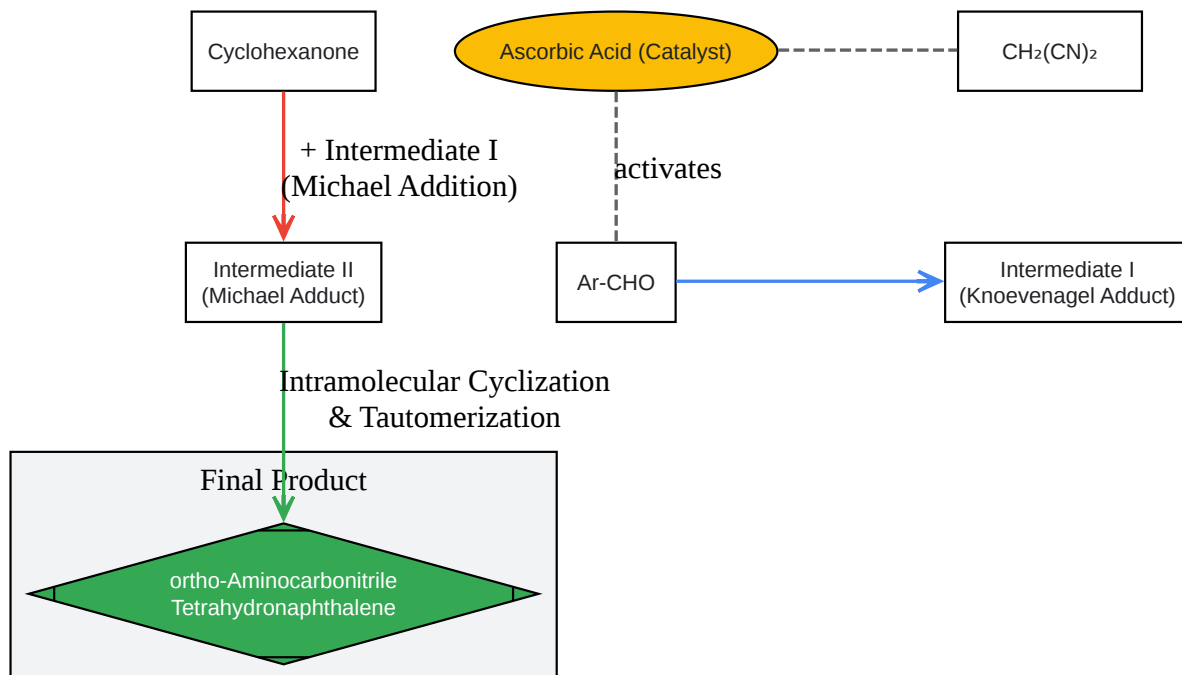 Cyclohexanone
Ascorbic Acid (Catalyst)
CH₂(CN)₂
+ Intermediate I
(Michael Addition)
activates
Intermediate II
(Michael Adduct)
Ar-CHO
Intermediate I
(Knoevenagel Adduct)
Intramolecular Cyclization
& Tautomerization
Final Product
ortho-Aminocarbonitrile
Tetrahydronaphthalene